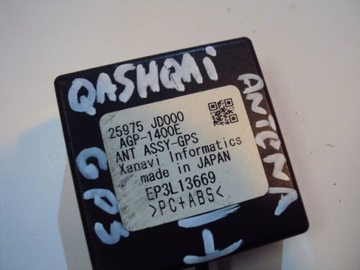 QASHQAI
25975 JD000
AGP-1400E
ANT ASSY-GPS
Xanavi Informatics
made in JAPAN
EP3L13669
>PC+ABS<
GPS
ANTENA